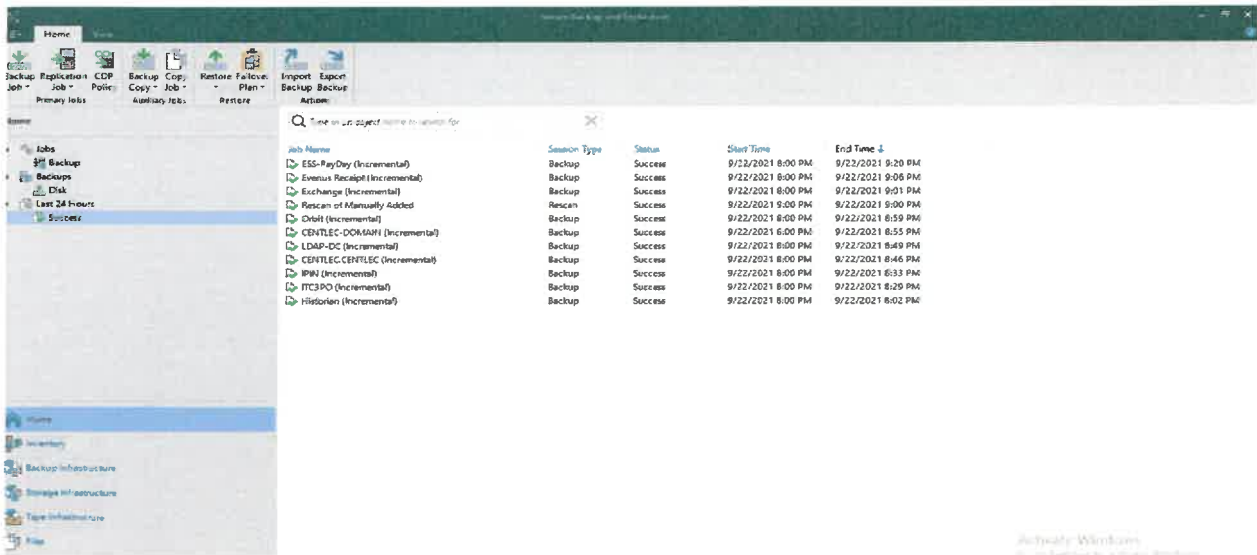 Home View
Backup Replication CDP Backup Copy Restore Failover Import Export
Job Job Policy Copy Job Plan Backup Backup
Primary Jobs Auxiliary Jobs Restore Actions
Home
Type in an object name to search for
Jobs
Backup
Backups
Disk
Last 24 Hours
Success
Job Name Session Type Status Start Time End Time
ESS-PayDay (Incremental) Backup Success 9/22/2021 8:00 PM 9/22/2021 9:20 PM
Evenus Receipt (Incremental) Backup Success 9/22/2021 8:00 PM 9/22/2021 9:06 PM
Exchange (Incremental) Backup Success 9/22/2021 8:00 PM 9/22/2021 9:01 PM
Rescan of Manually Added Rescan Success 9/22/2021 9:00 PM 9/22/2021 9:00 PM
Orbit (Incremental) Backup Success 9/22/2021 8:00 PM 9/22/2021 8:59 PM
CENTLEC-DOMAIN (Incremental) Backup Success 9/22/2021 8:00 PM 9/22/2021 8:55 PM
LDAP-DC (Incremental) Backup Success 9/22/2021 8:00 PM 9/22/2021 8:49 PM
CENTLEC.CENTLEC (Incremental) Backup Success 9/22/2021 8:00 PM 9/22/2021 8:46 PM
IPIN (Incremental) Backup Success 9/22/2021 8:00 PM 9/22/2021 8:33 PM
ITC3PO (Incremental) Backup Success 9/22/2021 8:00 PM 9/22/2021 8:29 PM
Historian (Incremental) Backup Success 9/22/2021 8:00 PM 9/22/2021 8:02 PM
Home
Inventory
Backup Infrastructure
Storage Infrastructure
Tape Infrastructure
Files
Activate Windows